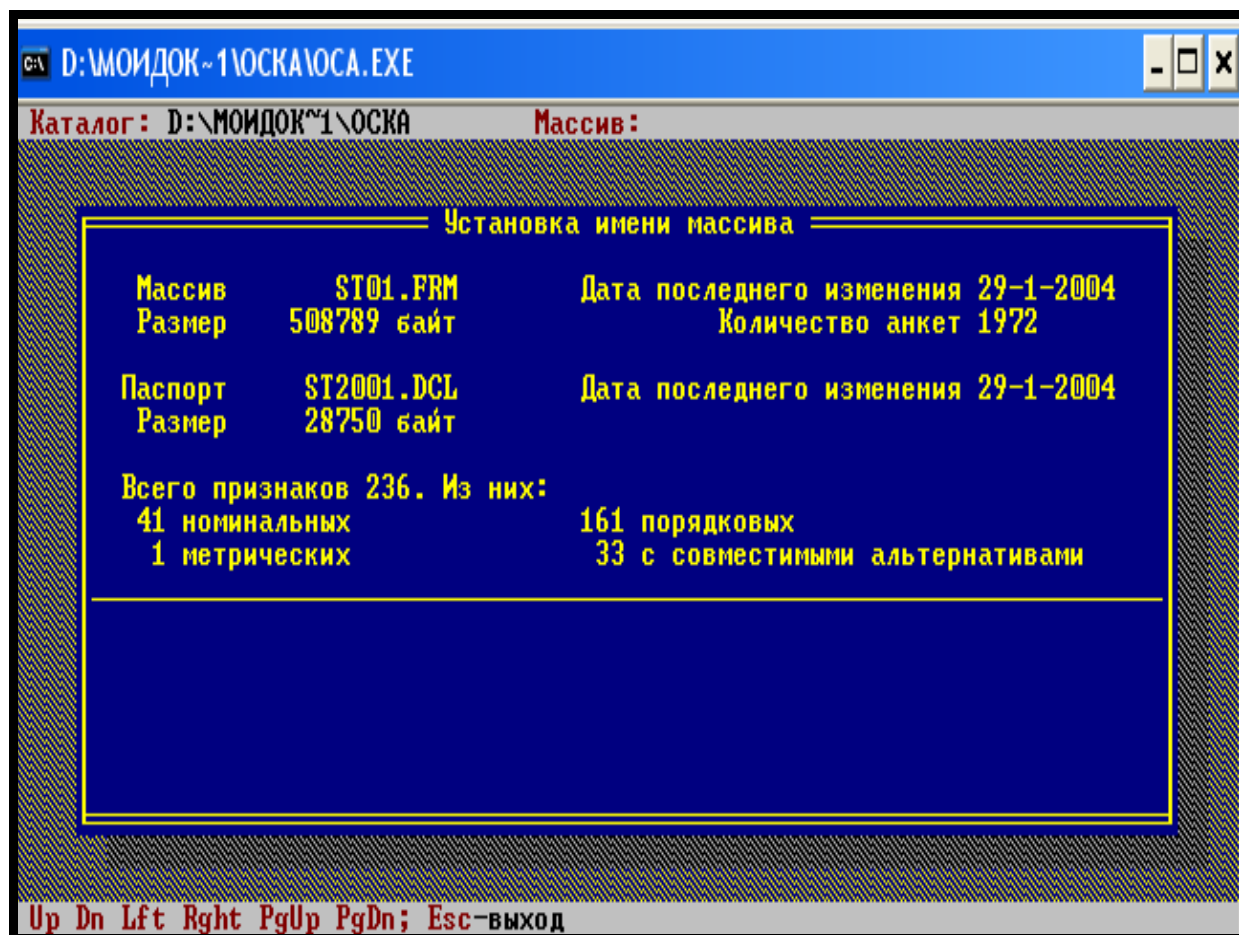 D:\МОИДОК~1\ОСКА\ОСА.EXE
Каталог: D:\МОИДОК~1\ОСКА Массив:
Установка имени массива
Массив ST01.FRM Дата последнего изменения 29-1-2004
Размер 508789 байт Количество анкет 1972
Паспорт ST2001.DCL Дата последнего изменения 29-1-2004
Размер 28750 байт
Всего признаков 236. Из них:
41 номинальных 161 порядковых
1 метрических 33 с совместимыми альтернативами
Up Dn Lft Rght PgUp PgDn; Esc-выход